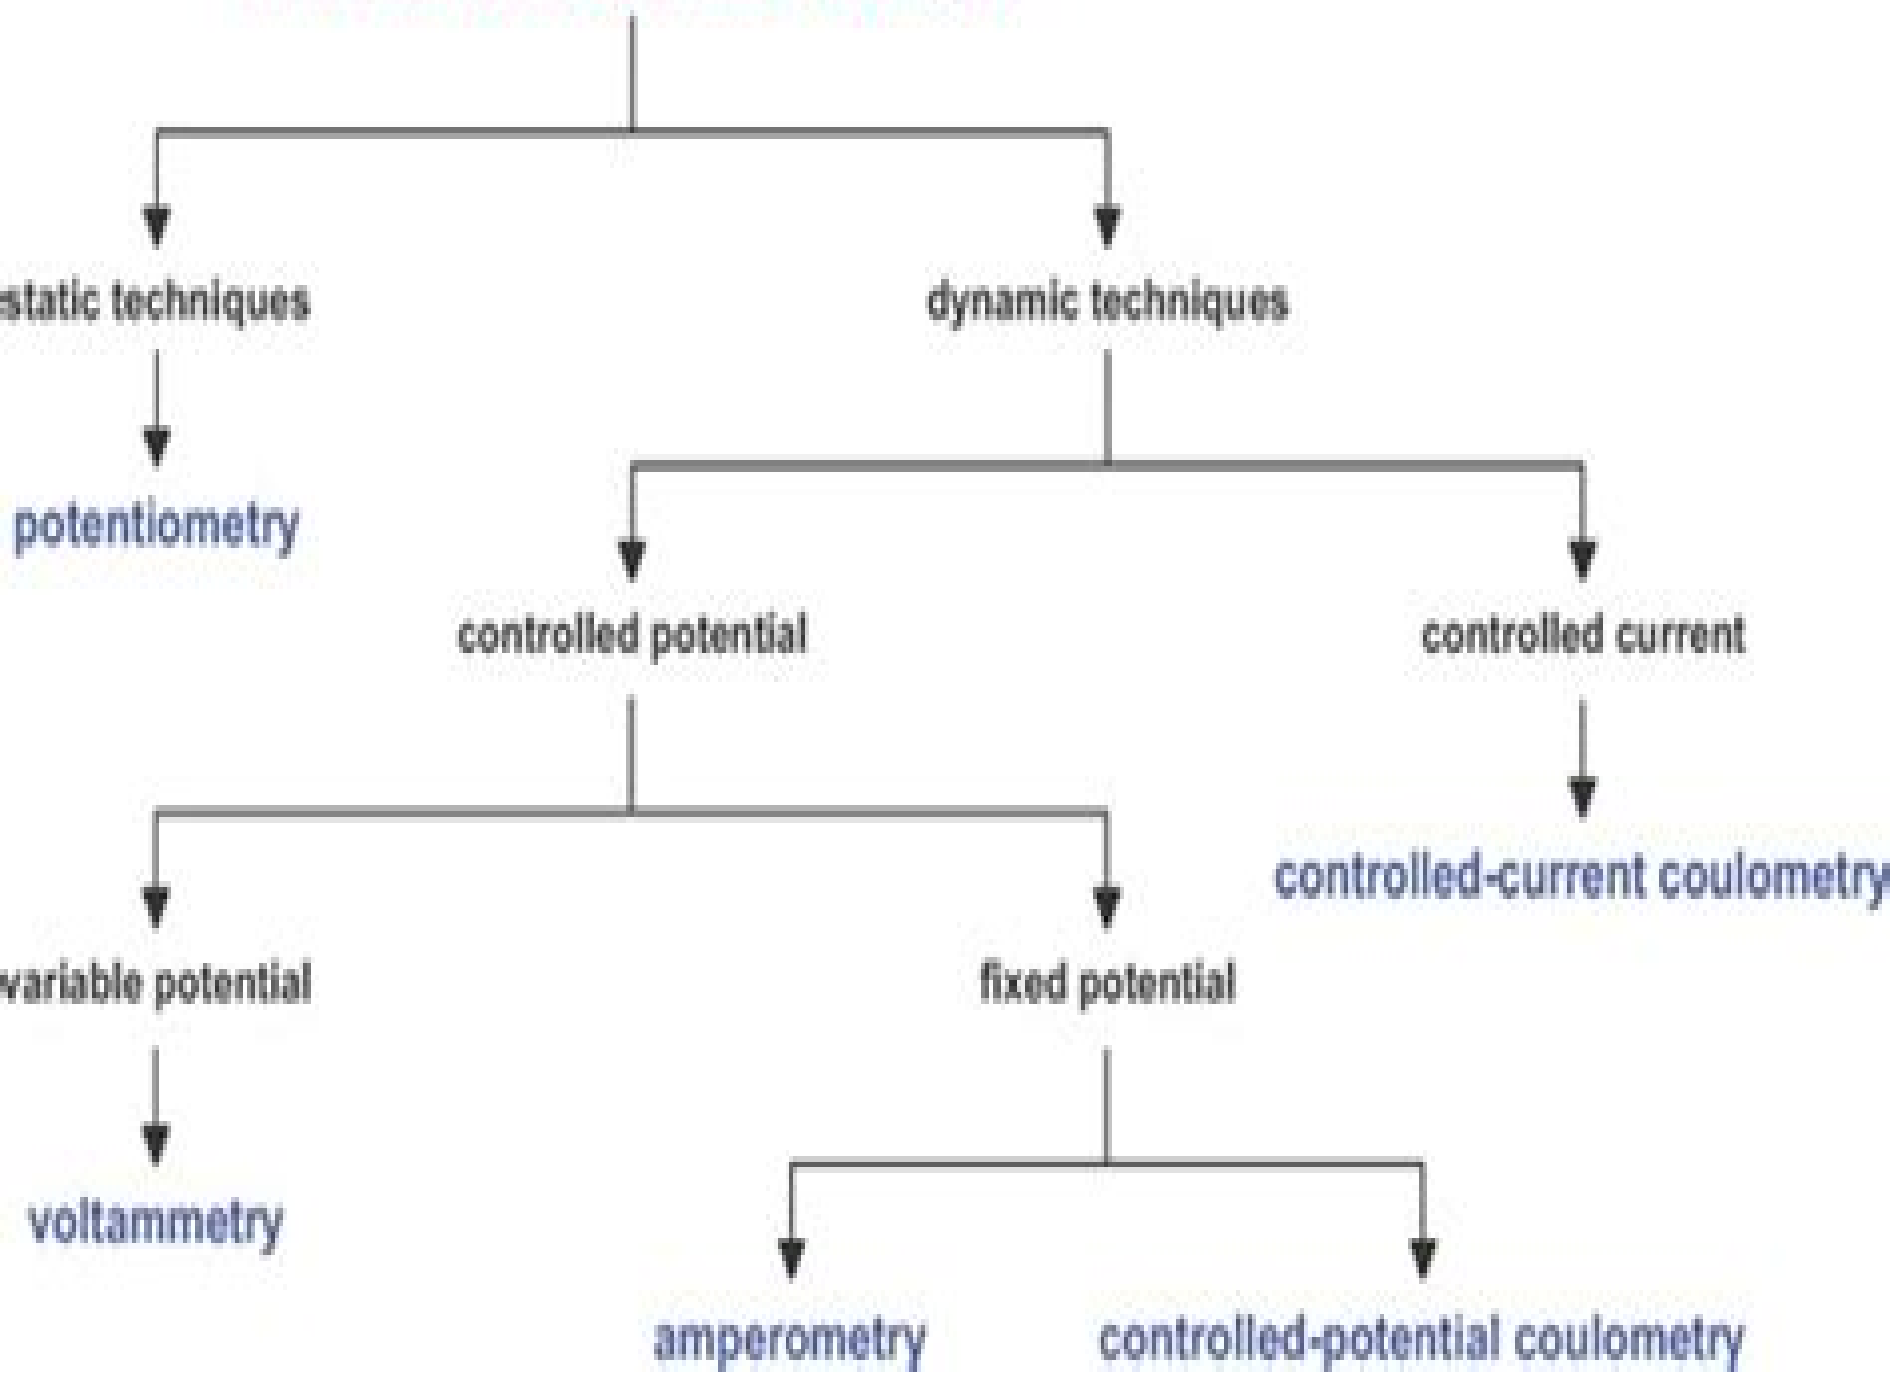 static techniques
dynamic techniques
potentiometry
controlled potential
controlled current
controlled-current coulometry
variable potential
fixed potential
voltammetry
amperometry
controlled-potential coulometry